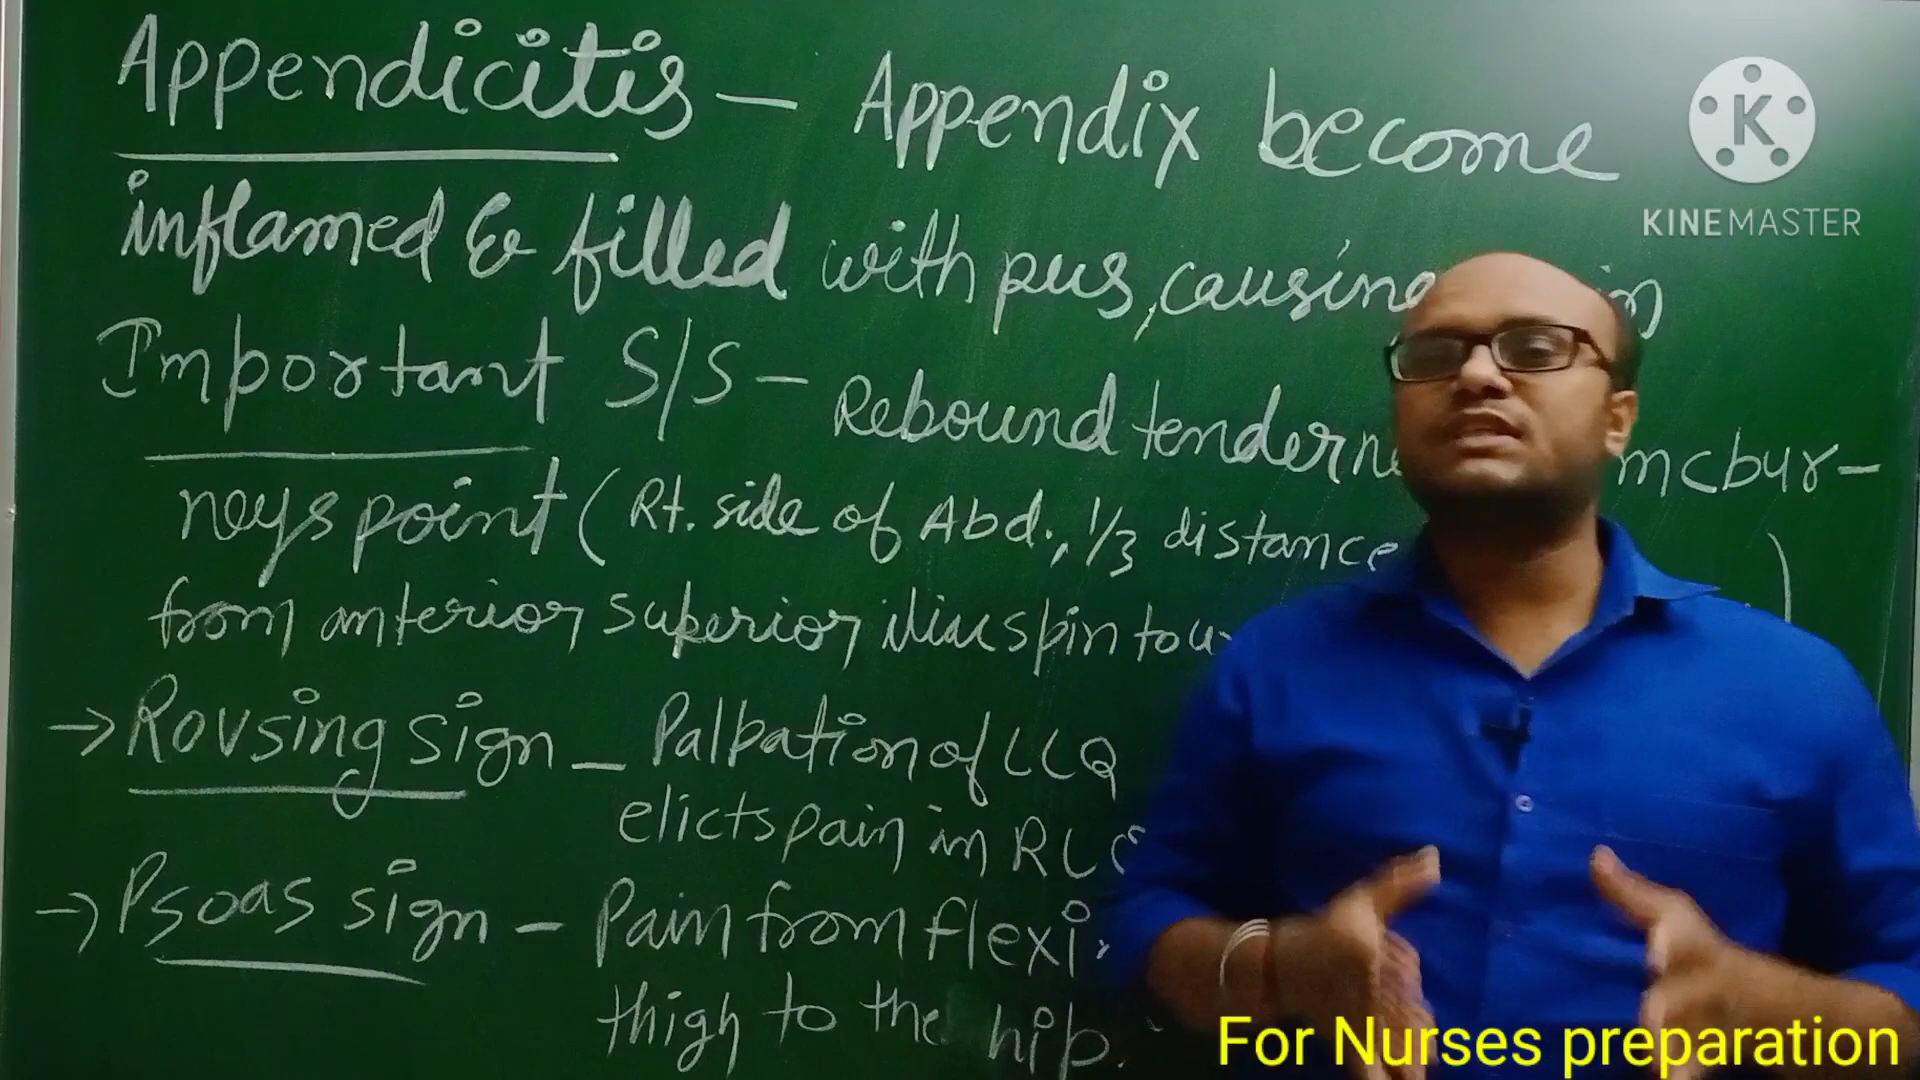 Appendicitis - Appendix become
inflamed & filled with pus, causing
Important S/S - Rebound tender mcbur-
neys point (Rt. side of Abd., 1/3 distance )
from anterior superior iliac spin tou
→ Rovsing sign - Palpation of LLQ
elicts pain in RLQ
→ Psoas sign - Pain from flexi
thigh to the hip.
K
KINEMASTER
For Nurses preparation